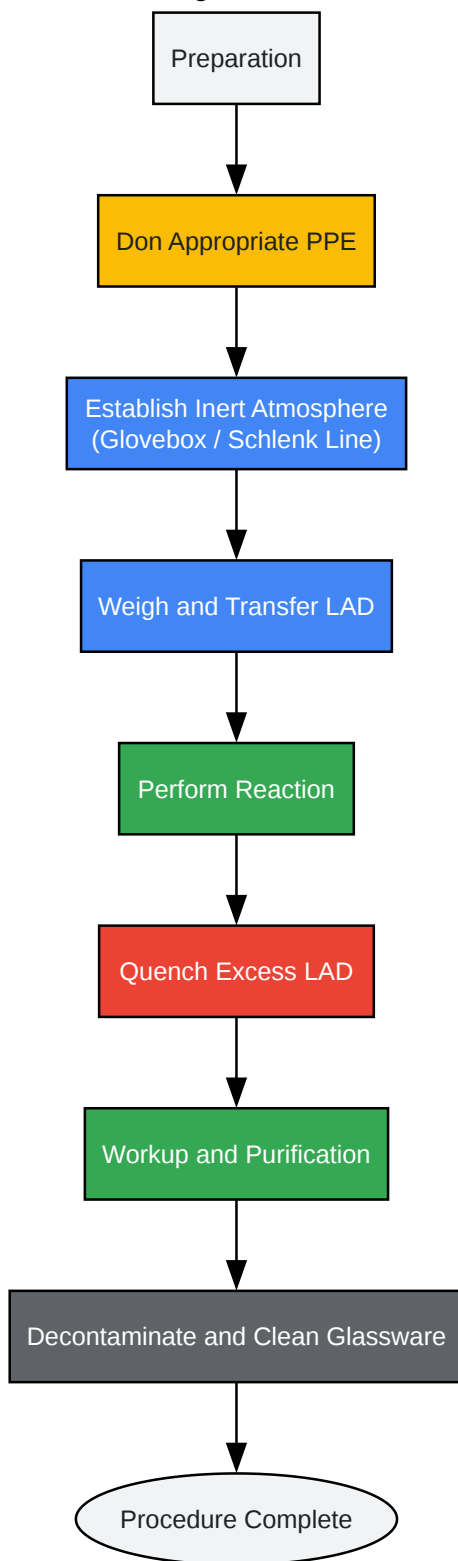 Preparation
Don Appropriate PPE
Establish Inert Atmosphere
(Glovebox / Schlenk Line)
Weigh and Transfer LAD
Perform Reaction
Quench Excess LAD
Workup and Purification
Decontaminate and Clean Glassware
Procedure Complete